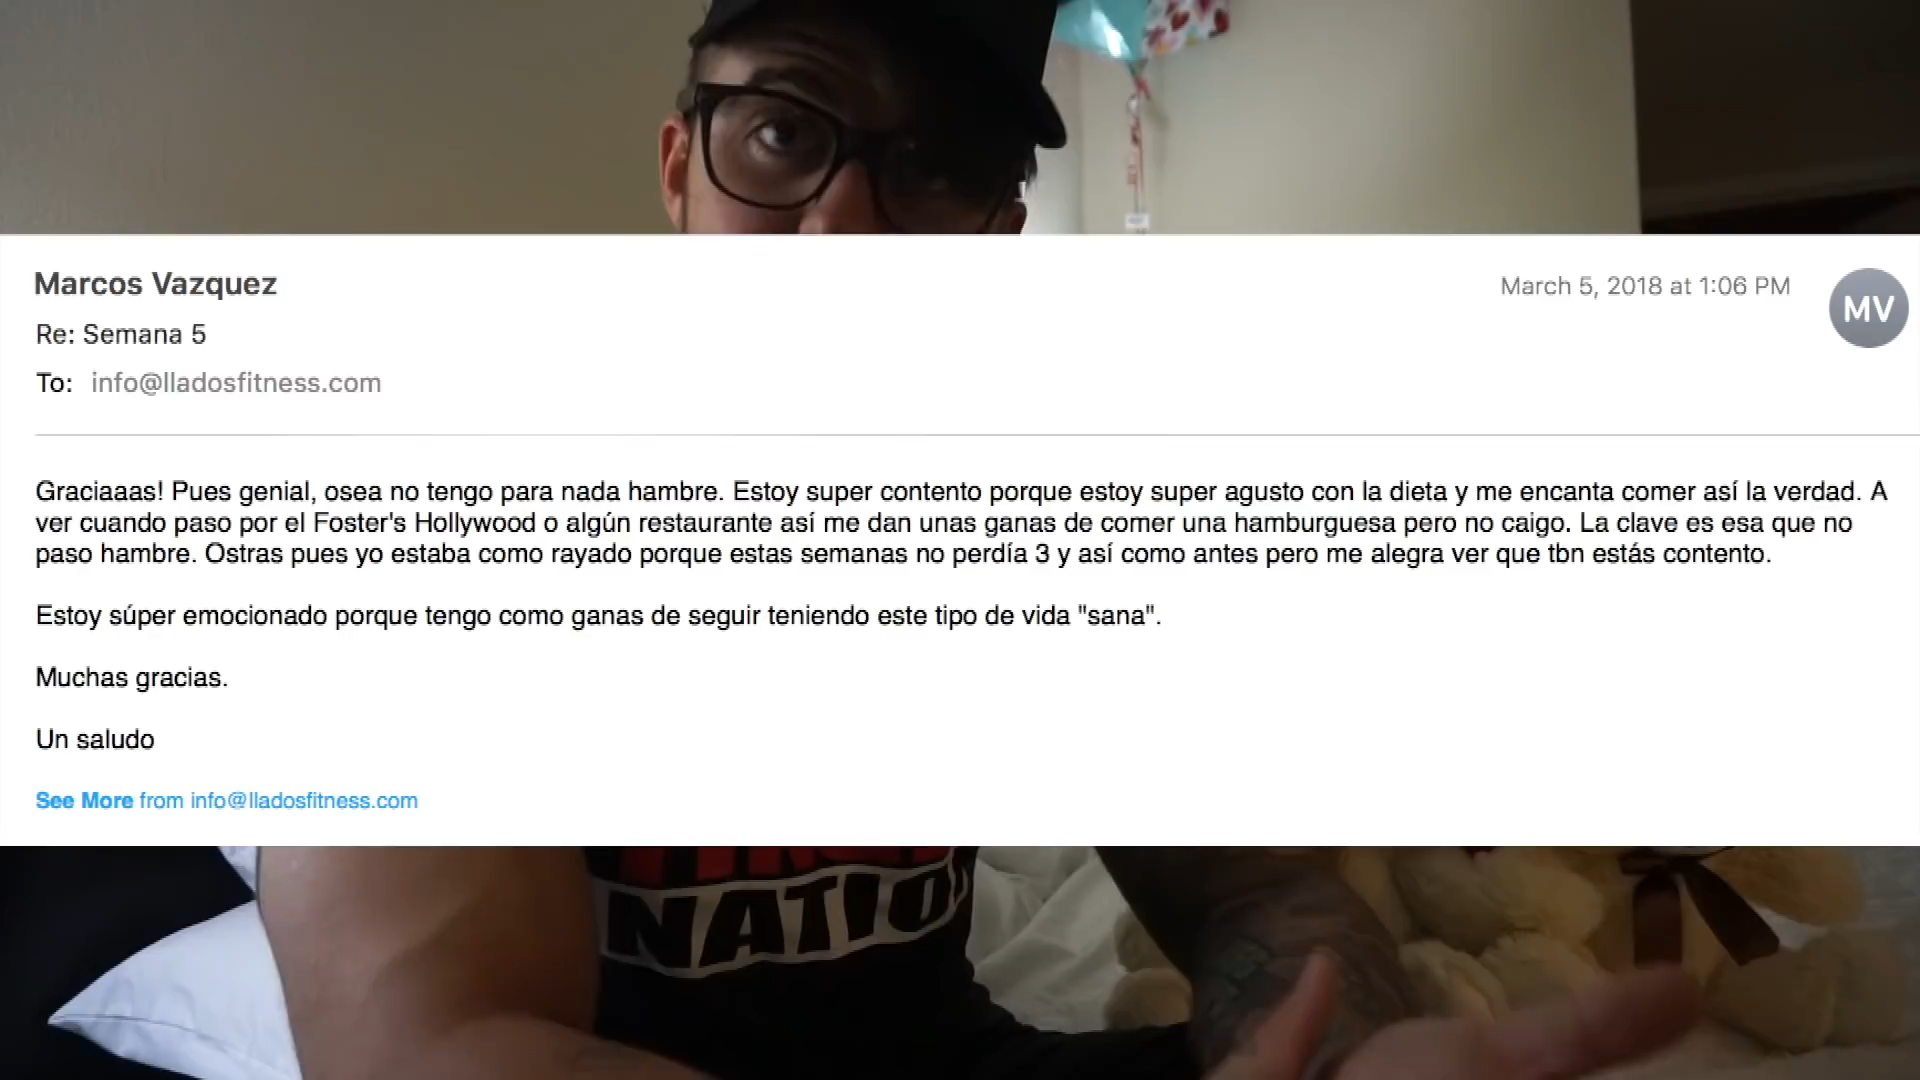 Marcos Vazquez
March 5, 2018 at 1:06 PM
MV
Re: Semana 5
To: info@lladosfitness.com
Graciaaas! Pues genial, osea no tengo para nada hambre. Estoy super contento porque estoy super agusto con la dieta y me encanta comer así la verdad. A
ver cuando paso por el Foster's Hollywood o algún restaurante así me dan unas ganas de comer una hamburguesa pero no caigo. La clave es esa que no
paso hambre. Ostras pues yo estaba como rayado porque estas semanas no perdía 3 y así como antes pero me alegra ver que tbn estás contento.
Estoy súper emocionado porque tengo como ganas de seguir teniendo este tipo de vida "sana".
Muchas gracias.
Un saludo
See More from info@lladosfitness.com
NATION